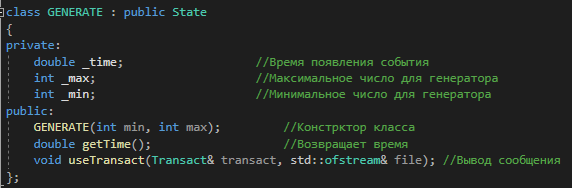 class GENERATE : public State
{
private:
double _time; //Время появления события
int _max; //Максимальное число для генератора
int _min; //Минимальное число для генератора
public:
GENERATE(int min, int max); //Констрктор класса
double getTime(); //Возвращает время
void useTransact(Transact& transact, std::ofstream& file); //Вывод сообщения
};